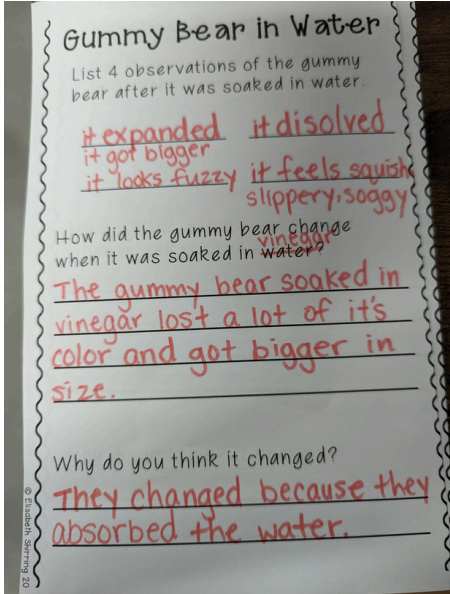 Gummy Bear in Water
List 4 observations of the gummy
bear after it was soaked in water.
it expanded it disolved
it got bigger
it looks fuzzy it feels squish
slippery, soggy
How did the gummy bear change
vinegar
when it was soaked in water?
The gummy bear soaked in
vinegar lost a lot of it's
color and got bigger in
size.
Why do you think it changed?
They changed because they
absorbed the water.
© Elisabeth Shirring 20